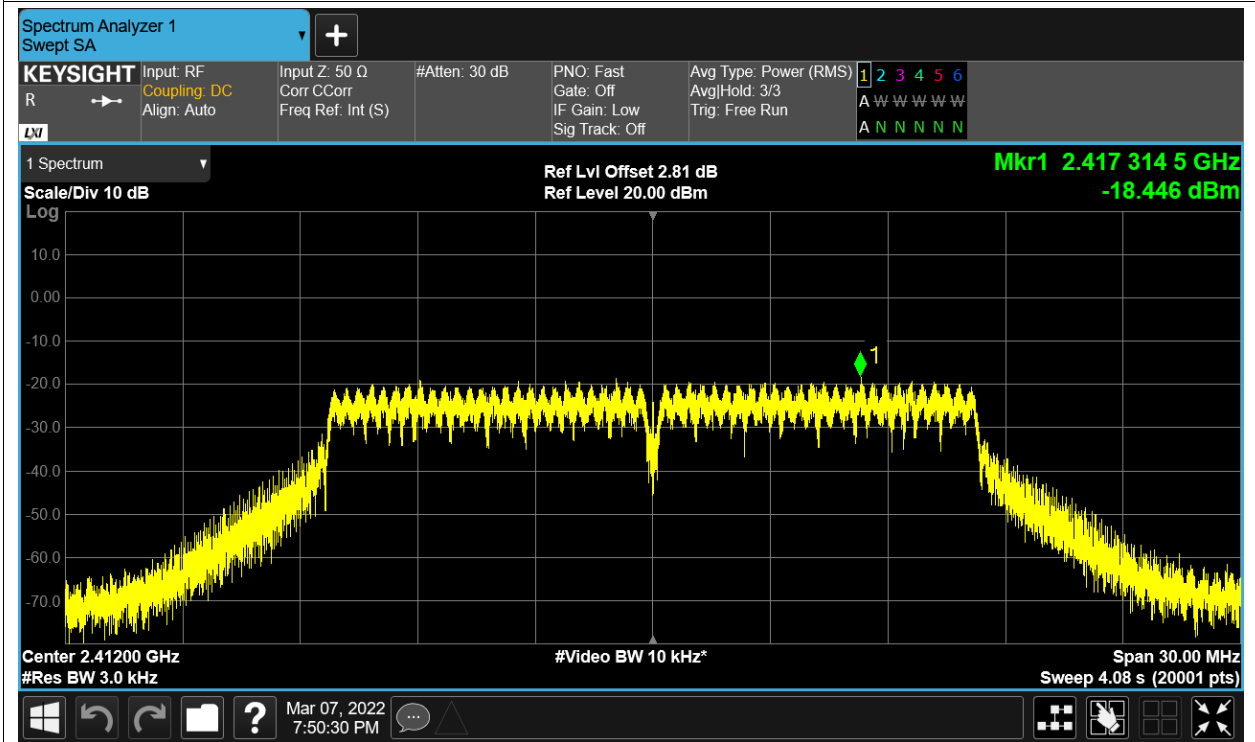 Spectrum Analyzer 1
Swept SA
+
KEYSIGHT
R
LXI
Input: RF
Coupling: DC
Align: Auto
Input Z: 50 Ω
Corr CCorr
Freq Ref: Int (S)
#Atten: 30 dB
PNO: Fast
Gate: Off
IF Gain: Low
Sig Track: Off
Avg Type: Power (RMS)
Avg|Hold: 3/3
Trig: Free Run
1 2 3 4 5 6
A W W W W W
A N N N N N
1 Spectrum
Scale/Div 10 dB
Log
Ref Lvl Offset 2.81 dB
Ref Level 20.00 dBm
Mkr1 2.417 314 5 GHz
-18.446 dBm
10.0
0.00
-10.0
-20.0
-30.0
-40.0
-50.0
-60.0
-70.0
1
Center 2.41200 GHz
#Res BW 3.0 kHz
#Video BW 10 kHz*
Span 30.00 MHz
Sweep 4.08 s (20001 pts)
?
Mar 07, 2022
7:50:30 PM